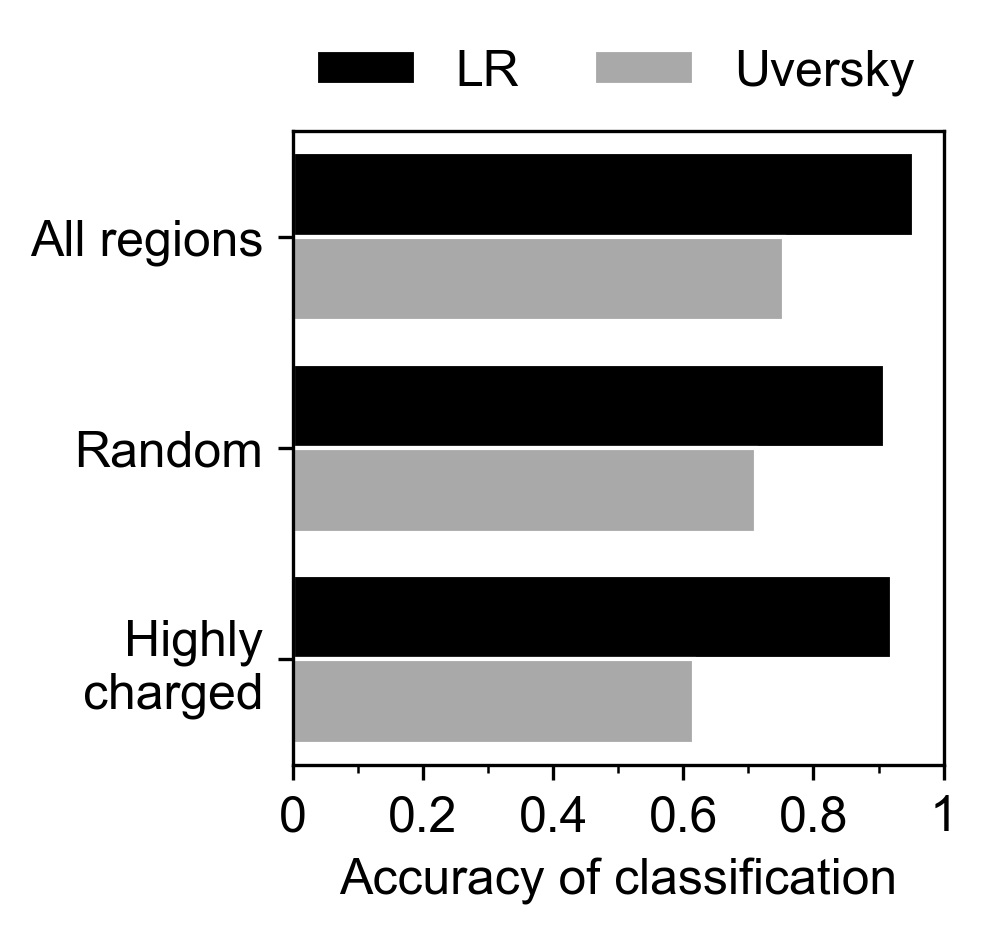 LR Uversky
All regions
Random
Highly
charged
0 0.2 0.4 0.6 0.8 1
Accuracy of classification